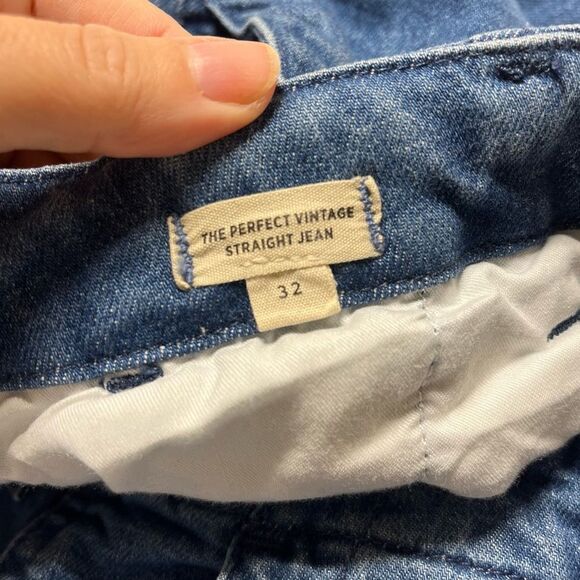 THE PERFECT VINTAGE
STRAIGHT JEAN
32